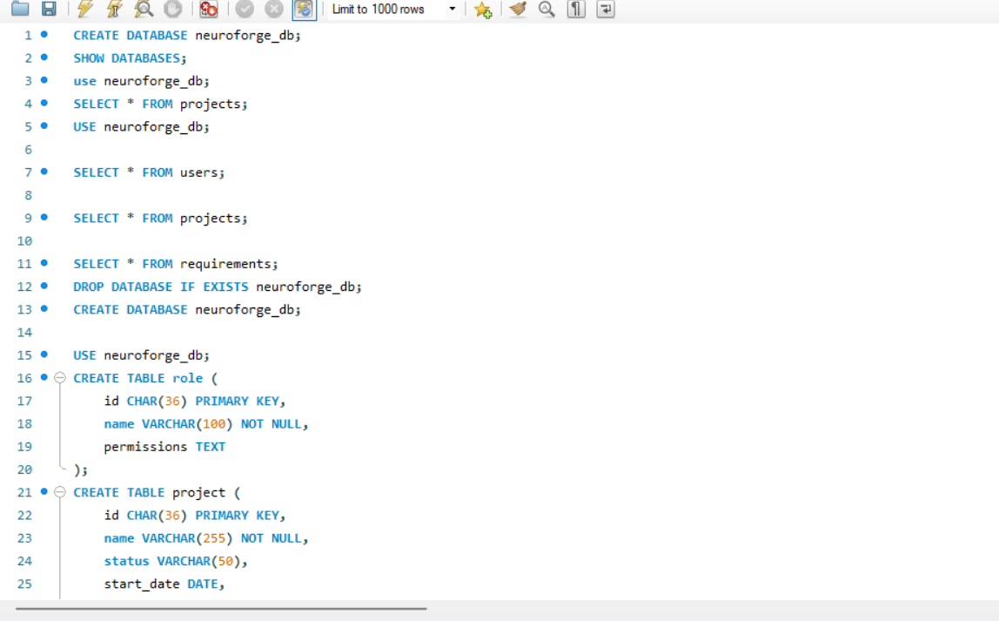 Limit to 1000 rows
1 CREATE DATABASE neuroforge_db;
2 SHOW DATABASES;
3 use neuroforge_db;
4 SELECT * FROM projects;
5 USE neuroforge_db;
6
7 SELECT * FROM users;
8
9 SELECT * FROM projects;
10
11 SELECT * FROM requirements;
12 DROP DATABASE IF EXISTS neuroforge_db;
13 CREATE DATABASE neuroforge_db;
14
15 USE neuroforge_db;
16 CREATE TABLE role (
17 id CHAR(36) PRIMARY KEY,
18 name VARCHAR(100) NOT NULL,
19 permissions TEXT
20 );
21 CREATE TABLE project (
22 id CHAR(36) PRIMARY KEY,
23 name VARCHAR(255) NOT NULL,
24 status VARCHAR(50),
25 start_date DATE,